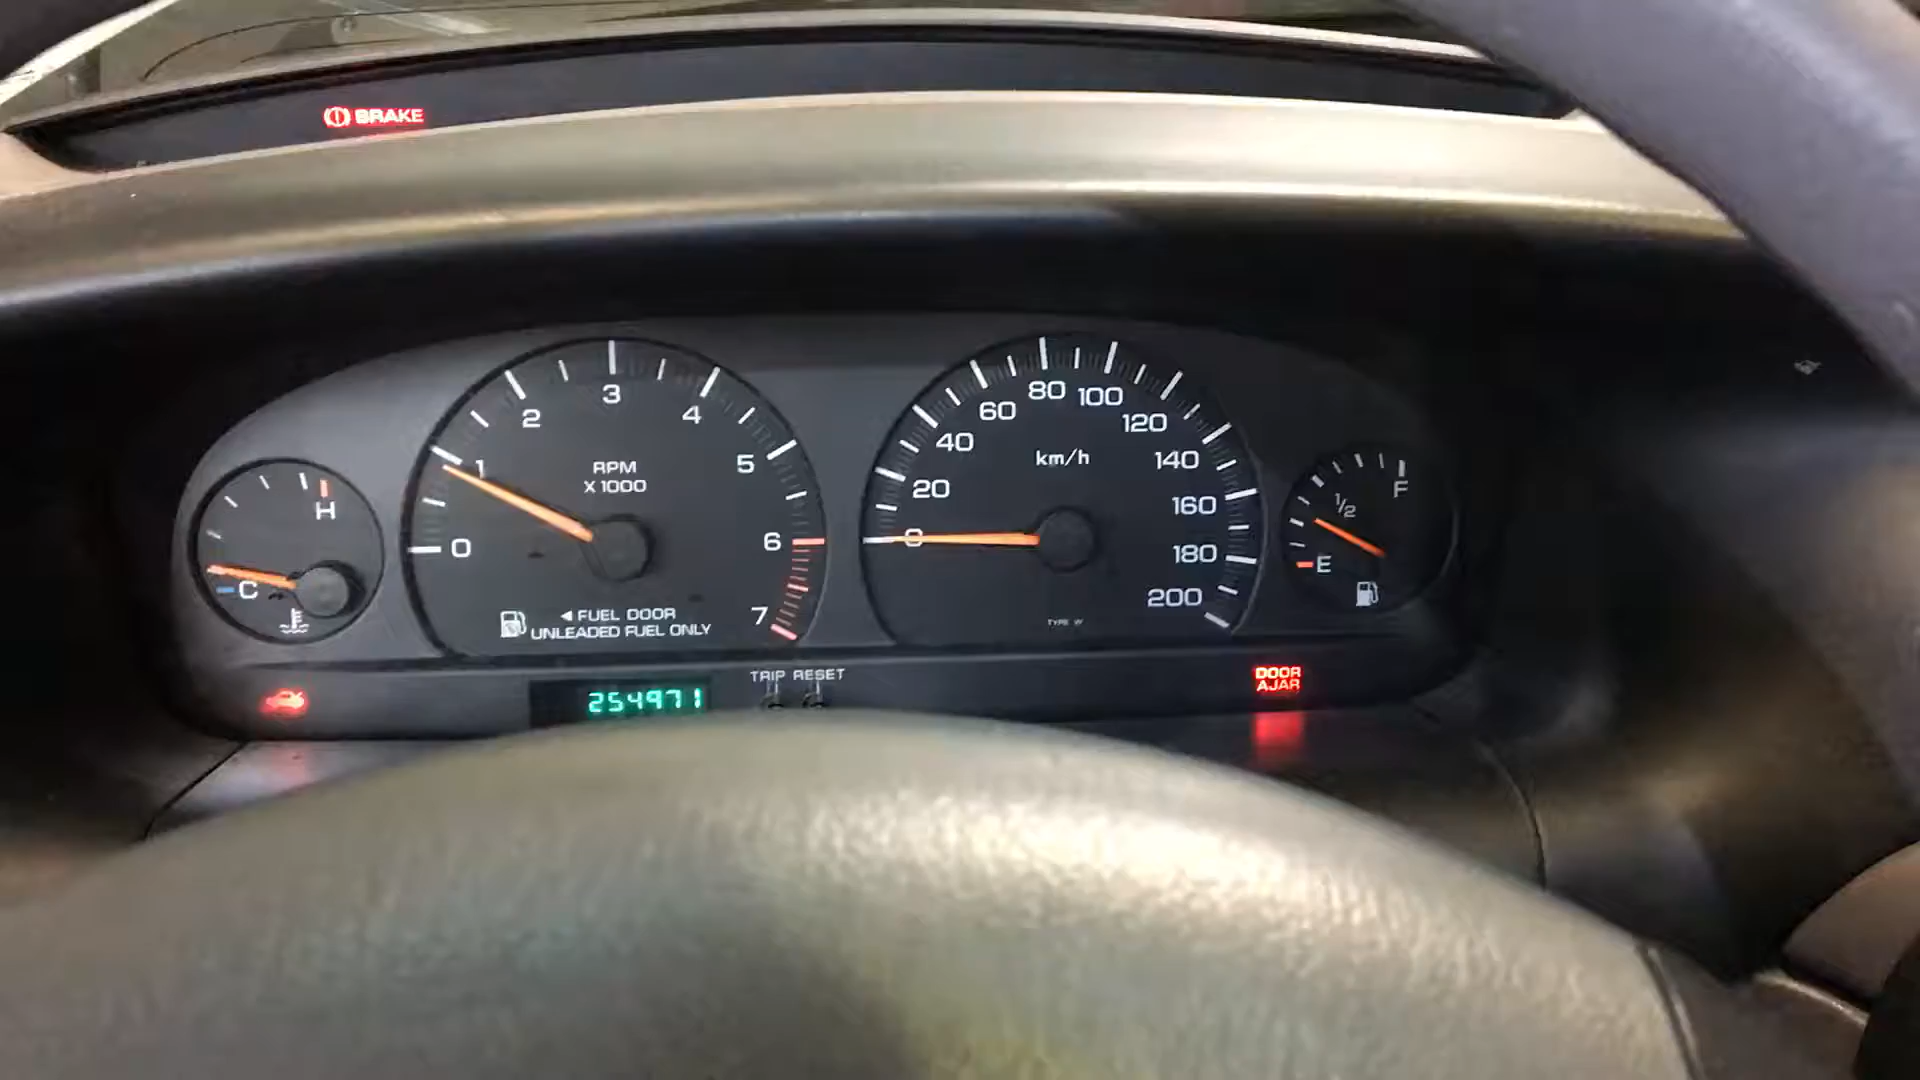 BRAKE
H
C
0
1
2
3
4
5
6
7
RPM
X 1000
◄ FUEL DOOR
UNLEADED FUEL ONLY
0
20
40
60
80
100
120
140
160
180
200
km/h
TYPE W
F
1/2
E
254971
TRIP RESET
DOOR
AJAR